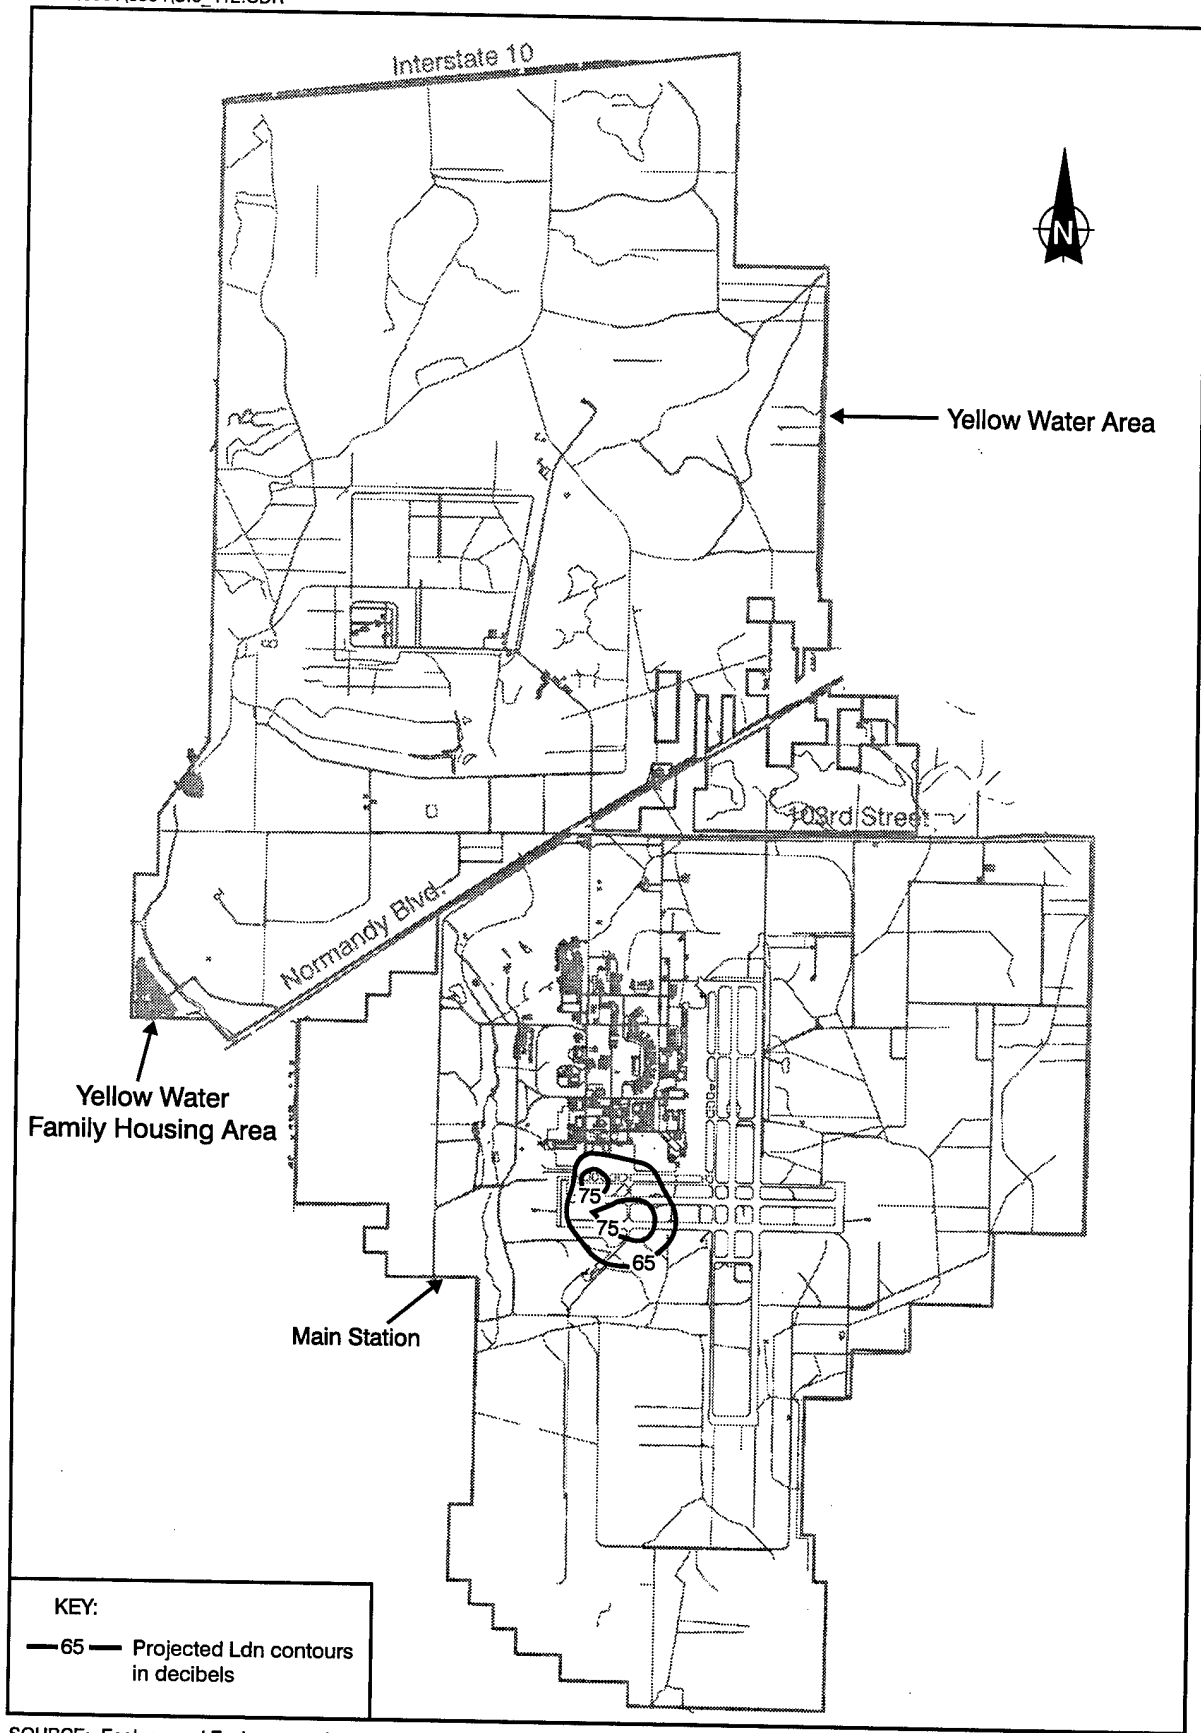 Interstate 10
N
Yellow Water Area
103rd Street
Normandy Blvd.
Yellow Water
Family Housing Area
75
75
65
Main Station
KEY:
65 Projected Ldn contours
in decibels